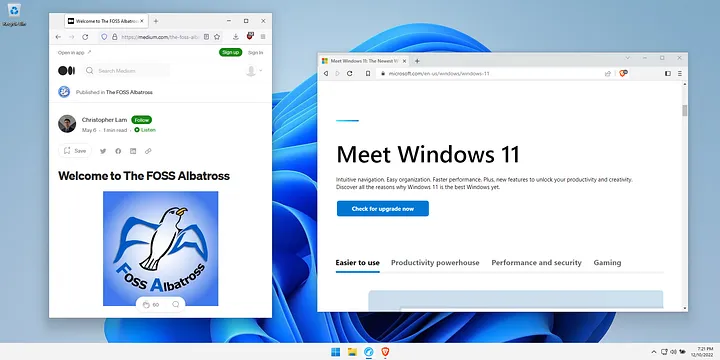 Recycle Bin
Welcome to The FOSS Albatross
https://medium.com/the-foss-alb
Open in app
Sign up
Sign In
Search Medium
Published in The FOSS Albatross
Christopher Lam
Follow
May 6 · 1 min read · Listen
Save
Welcome to The FOSS Albatross
Foss Albatross
60
Meet Windows 11: The Newest V
microsoft.com/en-us/windows/windows-11
Meet Windows 11
Intuitive navigation. Easy organization. Faster performance. Plus, new features to unlock your productivity and creativity.
Discover all the reasons why Windows 11 is the best Windows yet.
Check for upgrade now
Easier to use
Productivity powerhouse
Performance and security
Gaming
7:21 PM
12/10/2022